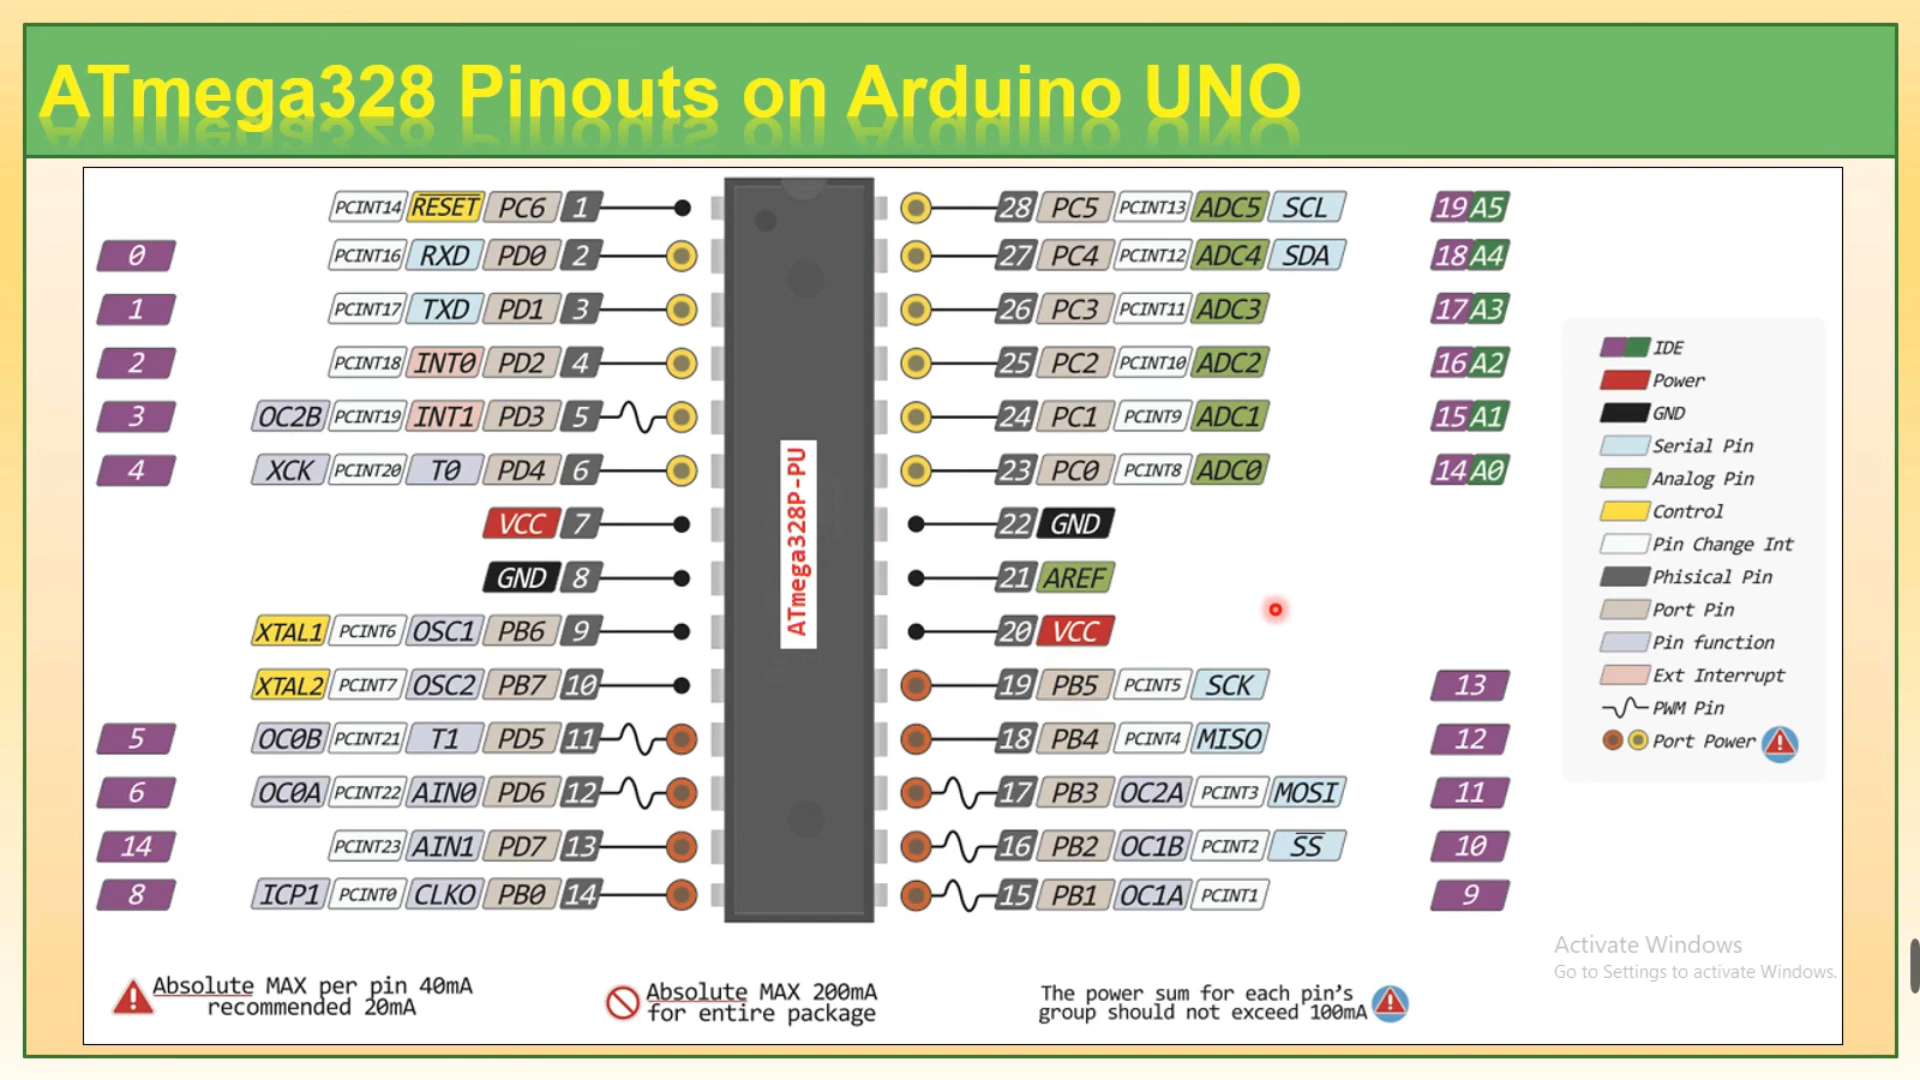 ATmega328 Pinouts on Arduino UNO
PCINT14 RESET PC6 1 28 PC5 PCINT13 ADC5 SCL 19 A5
0 PCINT16 RXD PD0 2 27 PC4 PCINT12 ADC4 SDA 18 A4
1 PCINT17 TXD PD1 3 26 PC3 PCINT11 ADC3 17 A3
2 PCINT18 INT0 PD2 4 25 PC2 PCINT10 ADC2 16 A2
3 OC2B PCINT19 INT1 PD3 5 24 PC1 PCINT9 ADC1 15 A1
4 XCK PCINT20 T0 PD4 6 23 PC0 PCINT8 ADC0 14 A0
VCC 7 22 GND
GND 8 21 AREF
XTAL1 PCINT6 OSC1 PB6 9 20 VCC
XTAL2 PCINT7 OSC2 PB7 10 19 PB5 PCINT5 SCK 13
5 OC0B PCINT21 T1 PD5 11 18 PB4 PCINT4 MISO 12
6 OC0A PCINT22 AIN0 PD6 12 17 PB3 OC2A PCINT3 MOSI 11
14 PCINT23 AIN1 PD7 13 16 PB2 OC1B PCINT2 SS 10
8 ICP1 PCINT0 CLKO PB0 14 15 PB1 OC1A PCINT1 9
ATmega328P-PU
IDE
Power
GND
Serial Pin
Analog Pin
Control
Pin Change Int
Phisical Pin
Port Pin
Pin function
Ext Interrupt
PWM Pin
Port Power
Absolute MAX per pin 40mA
recommended 20mA
Absolute MAX 200mA
for entire package
The power sum for each pin's
group should not exceed 100mA
Activate Windows
Go to Settings to activate Windows.